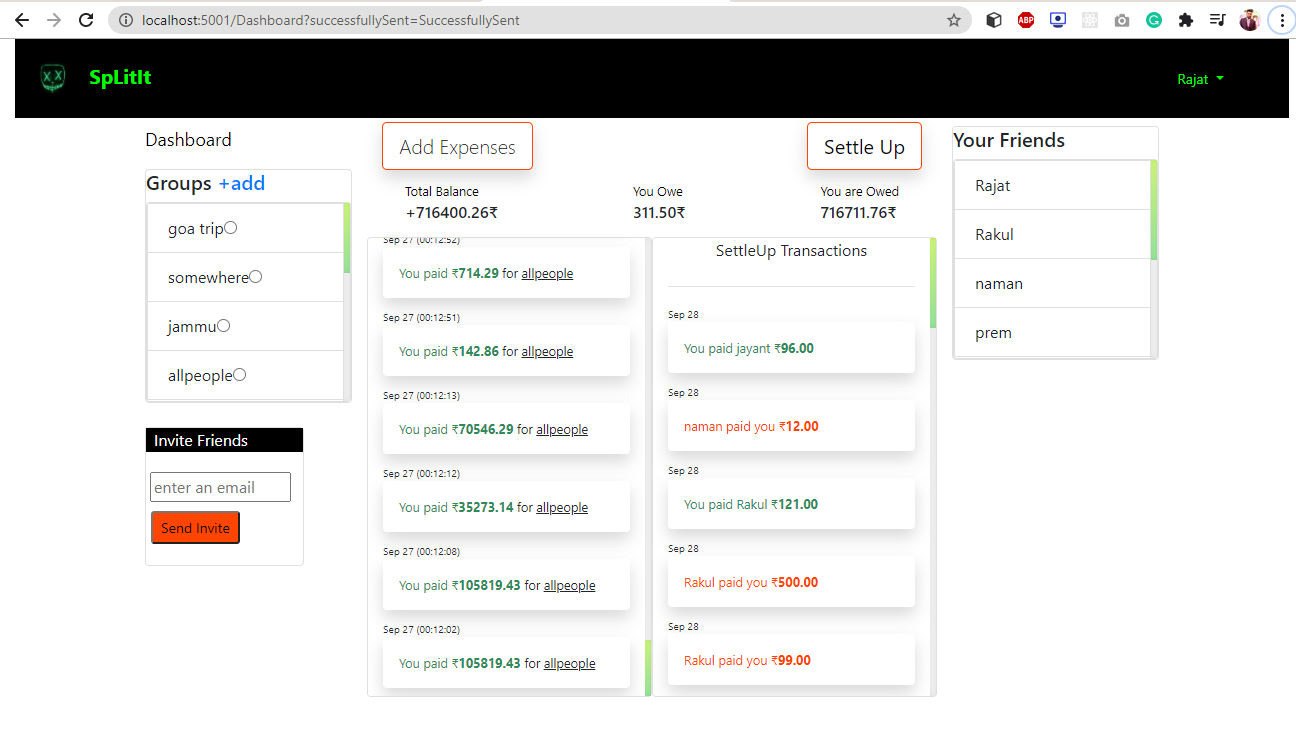 localhost:5001/Dashboard?successfullySent=SuccessfullySent
ABP
SpLitIt
Rajat
Dashboard
Groups +add
goa trip
somewhere
jammu
allpeople
Invite Friends
enter an email
Send Invite
Add Expenses
Settle Up
Total Balance
+716400.26₹
You Owe
311.50₹
You are Owed
716711.76₹
Sep 27 (00:12:52)
You paid ₹714.29 for allpeople
Sep 27 (00:12:51)
You paid ₹142.86 for allpeople
Sep 27 (00:12:13)
You paid ₹70546.29 for allpeople
Sep 27 (00:12:12)
You paid ₹35273.14 for allpeople
Sep 27 (00:12:08)
You paid ₹105819.43 for allpeople
Sep 27 (00:12:02)
You paid ₹105819.43 for allpeople
SettleUp Transactions
Sep 28
You paid jayant ₹96.00
Sep 28
naman paid you ₹12.00
Sep 28
You paid Rakul ₹121.00
Sep 28
Rakul paid you ₹500.00
Sep 28
Rakul paid you ₹99.00
Your Friends
Rajat
Rakul
naman
prem